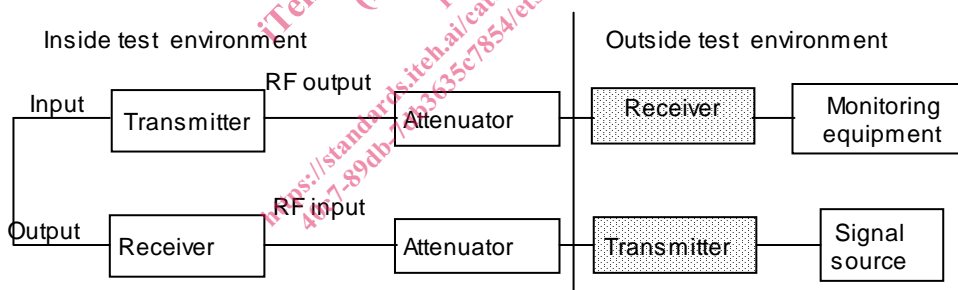 Inside test environment
Outside test environment
Input
Transmitter
RF output
Attenuator
Receiver
Monitoring
equipment
Output
Receiver
RF input
Attenuator
Transmitter
Signal
source